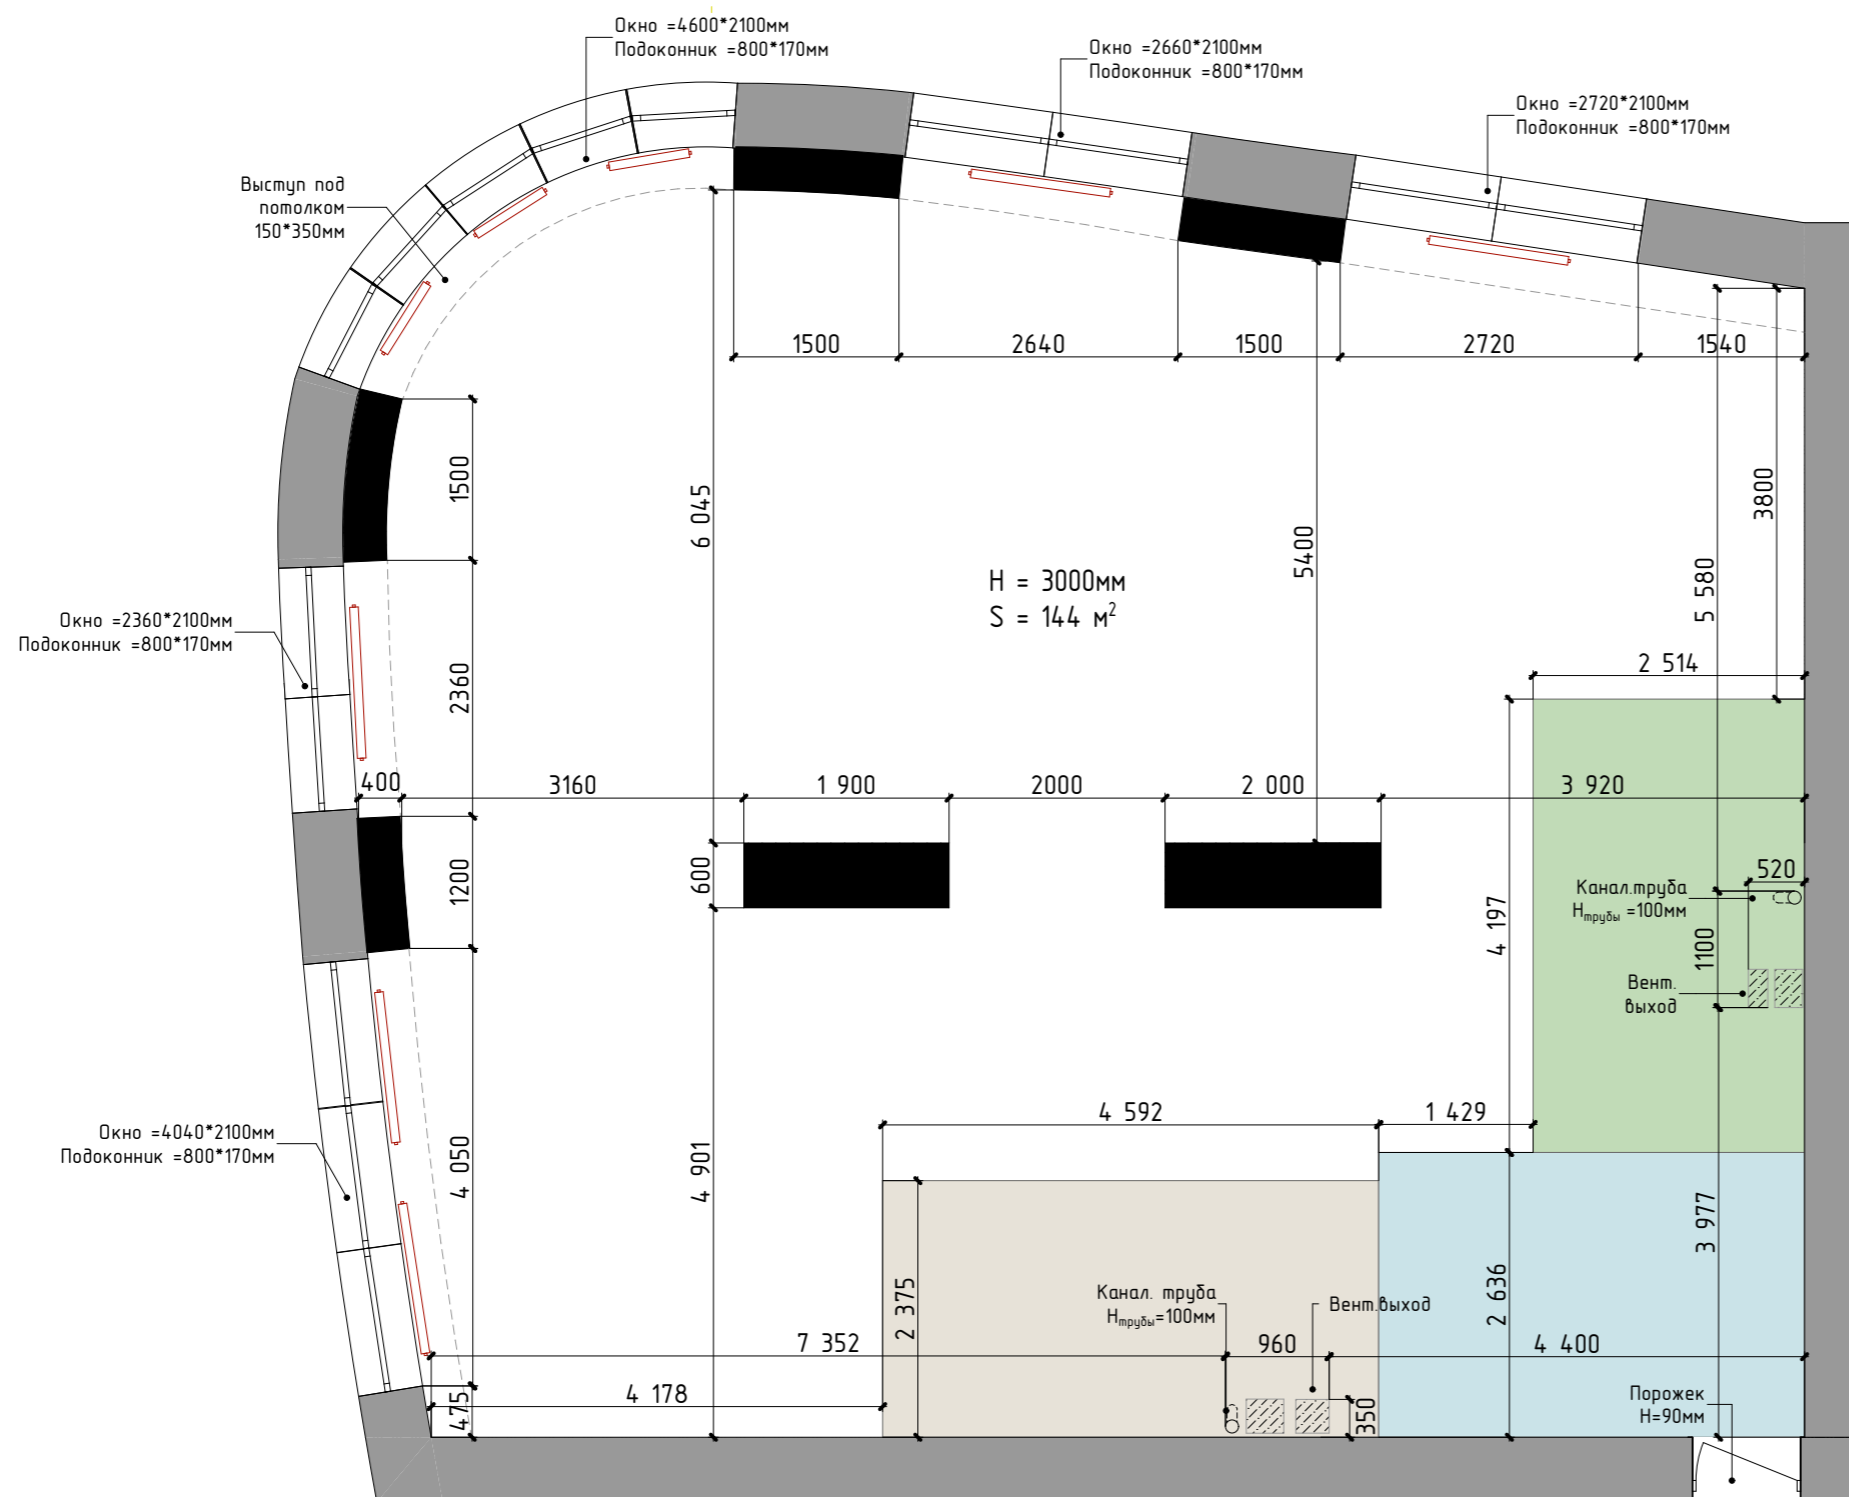 Окно =4600*2100мм
Подоконник =800*170мм
Окно =2660*2100мм
Подоконник =800*170мм
Окно =2720*2100мм
Подоконник =800*170мм
Выступ под
потолком
150*350мм
1500
2640
1500
2720
1540
1500
6 045
5400
3800
5 580
H = 3000мм
S = 144 м²
Окно =2360*2100мм
Подоконник =800*170мм
2360
2 514
400
3160
1 900
2000
2 000
3 920
1200
600
520
Канал.труба
Hтрубы =100мм
4 197
1100
Вент.
выход
4 592
1 429
Окно =4040*2100мм
Подоконник =800*170мм
4 050
4 901
3 977
2 375
2 636
Канал. труба
Hтрубы=100мм
Вент.выход
7 352
960
4 400
4 178
475
350
Порожек
H=90мм